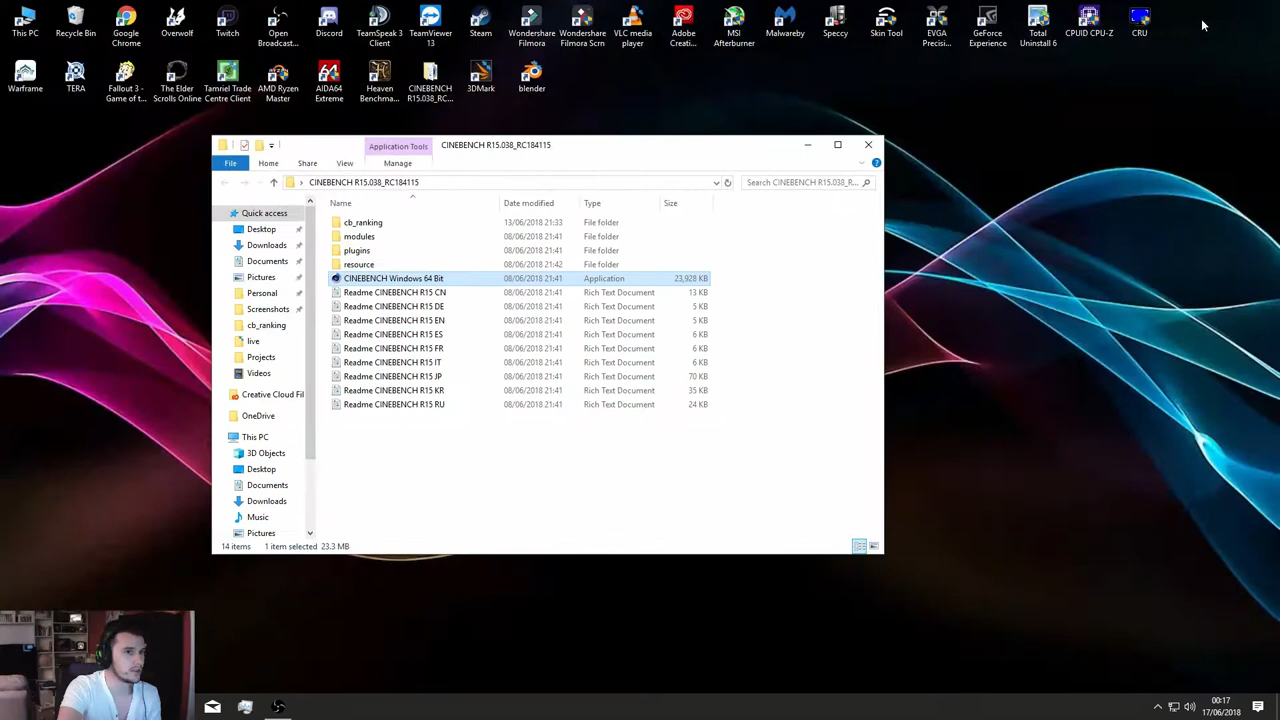 This PC
Recycle Bin
Google Chrome
Overwolf
Twitch
Open Broadcast...
Discord
TeamSpeak 3 Client
TeamViewer 13
Steam
Wondershare Filmora
Wondershare Filmora Scrn
VLC media player
Adobe Creati...
MSI Afterburner
Malwareby
Speccy
Skin Tool
EVGA Precisi...
GeForce Experience
Total Uninstall 6
CPUID CPU-Z
CRU
Warframe
TERA
Fallout 3 - Game of t...
The Elder Scrolls Online
Tamriel Trade Centre Client
AMD Ryzen Master
AIDA64 Extreme
Heaven Benchma...
CINEBENCH R15.038_RC...
3DMark
blender
Application Tools
CINEBENCH R15.038_RC184115
File
Home
Share
View
Manage
CINEBENCH R15.038_RC184115
Search CINEBENCH R15.038_R...
Name
Date modified
Type
Size
cb_ranking 13/06/2018 21:33 File folder
modules 08/06/2018 21:41 File folder
plugins 08/06/2018 21:41 File folder
resource 08/06/2018 21:42 File folder
CINEBENCH Windows 64 Bit 08/06/2018 21:41 Application 23,928 KB
Readme CINEBENCH R15 CN 08/06/2018 21:41 Rich Text Document 13 KB
Readme CINEBENCH R15 DE 08/06/2018 21:41 Rich Text Document 5 KB
Readme CINEBENCH R15 EN 08/06/2018 21:41 Rich Text Document 5 KB
Readme CINEBENCH R15 ES 08/06/2018 21:41 Rich Text Document 6 KB
Readme CINEBENCH R15 FR 08/06/2018 21:41 Rich Text Document 6 KB
Readme CINEBENCH R15 IT 08/06/2018 21:41 Rich Text Document 6 KB
Readme CINEBENCH R15 JP 08/06/2018 21:41 Rich Text Document 70 KB
Readme CINEBENCH R15 KR 08/06/2018 21:41 Rich Text Document 35 KB
Readme CINEBENCH R15 RU 08/06/2018 21:41 Rich Text Document 24 KB
Quick access
Desktop
Downloads
Documents
Pictures
Personal
Screenshots
cb_ranking
live
Projects
Videos
Creative Cloud Fil
OneDrive
This PC
3D Objects
Desktop
Documents
Downloads
Music
Pictures
14 items 1 item selected 23.3 MB
00:17
17/06/2018